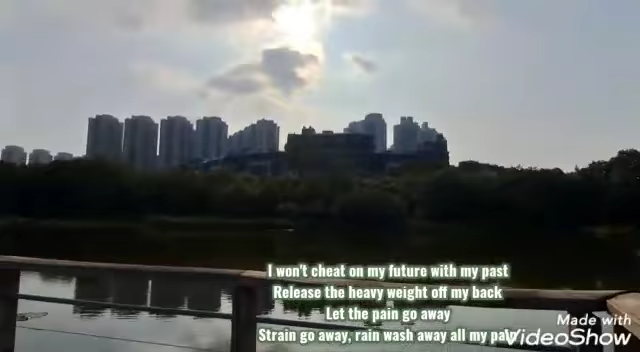 I won't cheat on my future with my past
Release the heavy weight off my back
Let the pain go away
Strain go away, rain wash away all my pain
Made with
VideoShow